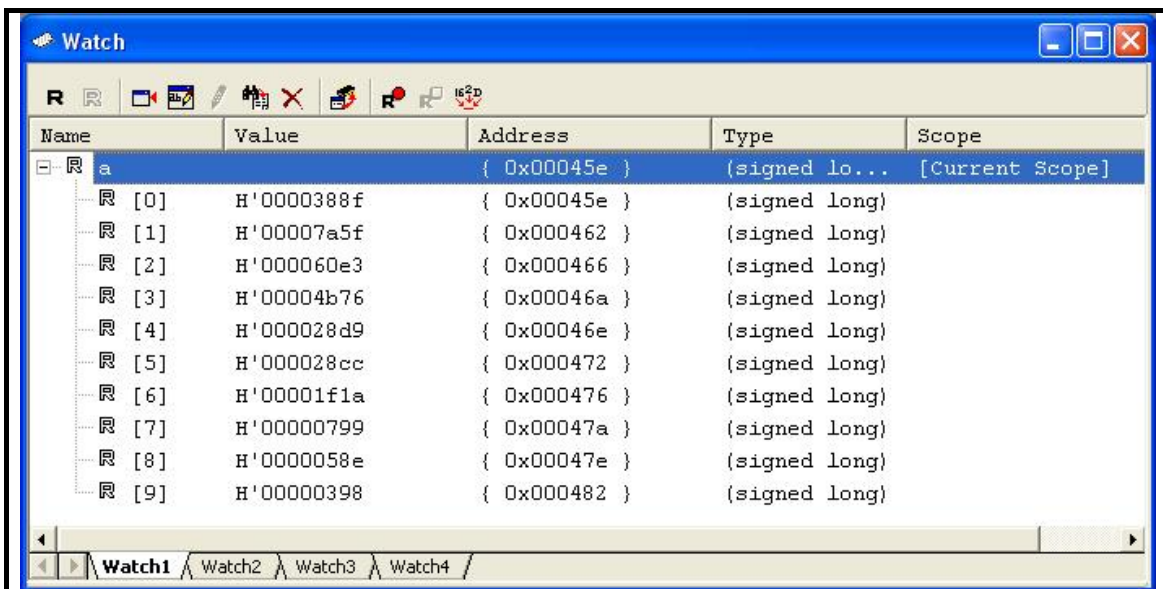 Watch
Name Value Address Type Scope
a { 0x00045e } (signed lo... [Current Scope]
[0] H'0000388f { 0x00045e } (signed long)
[1] H'00007a5f { 0x000462 } (signed long)
[2] H'000060e3 { 0x000466 } (signed long)
[3] H'00004b76 { 0x00046a } (signed long)
[4] H'000028d9 { 0x00046e } (signed long)
[5] H'000028cc { 0x000472 } (signed long)
[6] H'00001f1a { 0x000476 } (signed long)
[7] H'00000799 { 0x00047a } (signed long)
[8] H'0000058e { 0x00047e } (signed long)
[9] H'00000398 { 0x000482 } (signed long)
Watch1 Watch2 Watch3 Watch4